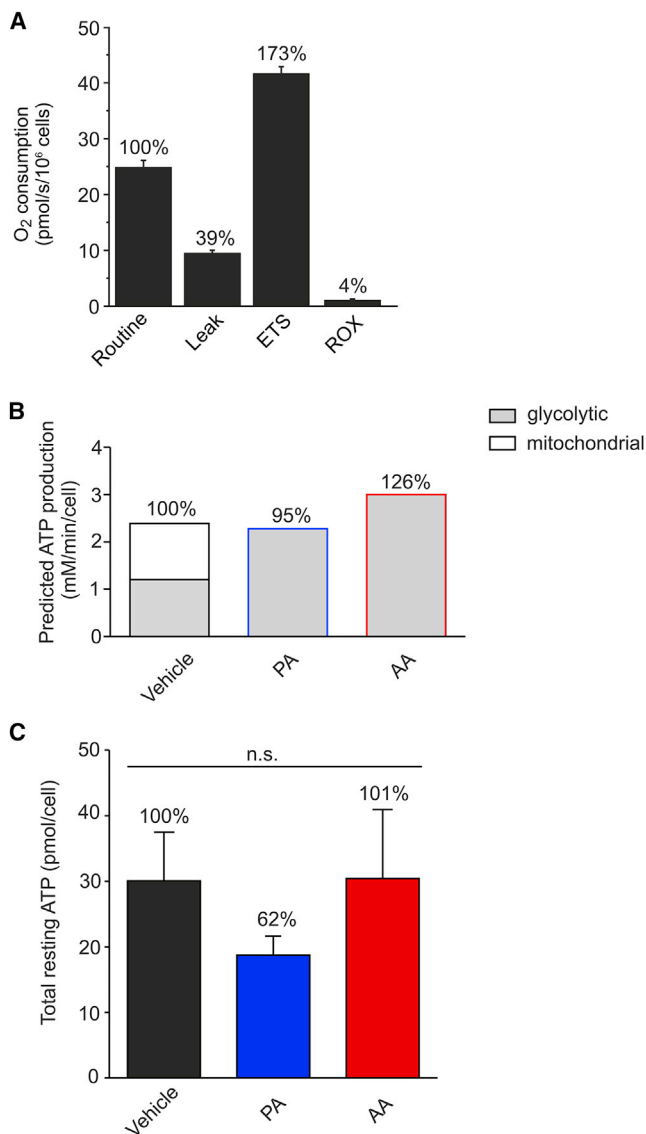 A
O₂ consumption
(pmol/s/10⁶ cells)
50
40
30
20
10
0
100%
39%
173%
4%
Routine
Leak
ETS
ROX
B
Predicted ATP production
(mM/min/cell)
4
3
2
1
0
100%
95%
126%
Vehicle
PA
AA
glycolytic
mitochondrial
C
Total resting ATP (pmol/cell)
50
40
30
20
10
0
n.s.
100%
62%
101%
Vehicle
PA
AA